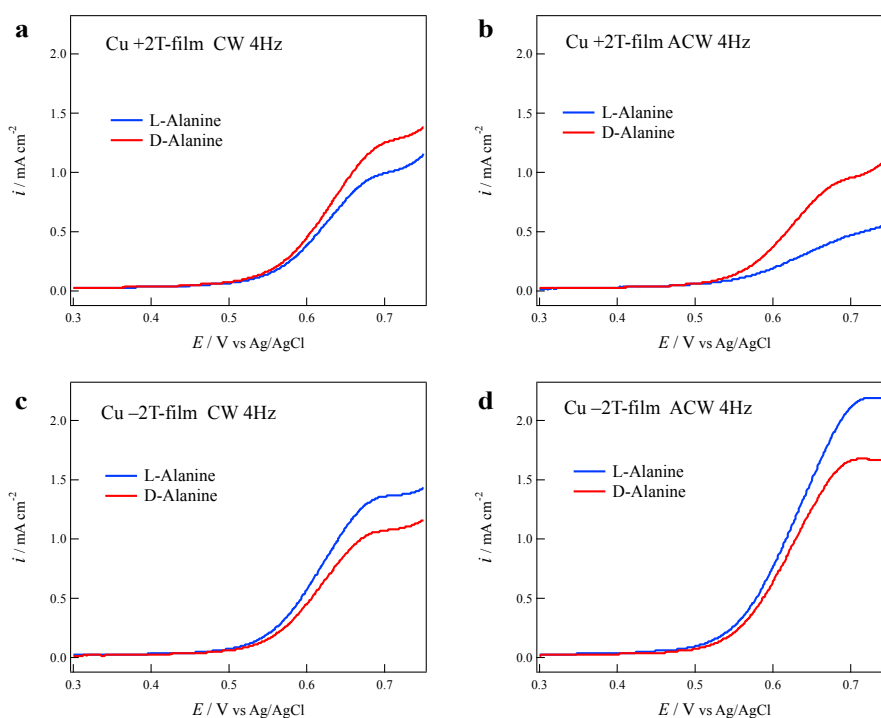 a
Cu +2T-film CW 4Hz
L-Alanine
D-Alanine
2.0
1.5
1.0
0.5
0.0
i / mA cm⁻²
0.3 0.4 0.5 0.6 0.7
E / V vs Ag/AgCl
b
Cu +2T-film ACW 4Hz
L-Alanine
D-Alanine
2.0
1.5
1.0
0.5
0.0
i / mA cm⁻²
0.3 0.4 0.5 0.6 0.7
E / V vs Ag/AgCl
c
Cu –2T-film CW 4Hz
L-Alanine
D-Alanine
2.0
1.5
1.0
0.5
0.0
i / mA cm⁻²
0.3 0.4 0.5 0.6 0.7
E / V vs Ag/AgCl
d
Cu –2T-film ACW 4Hz
L-Alanine
D-Alanine
2.0
1.5
1.0
0.5
0.0
i / mA cm⁻²
0.3 0.4 0.5 0.6 0.7
E / V vs Ag/AgCl